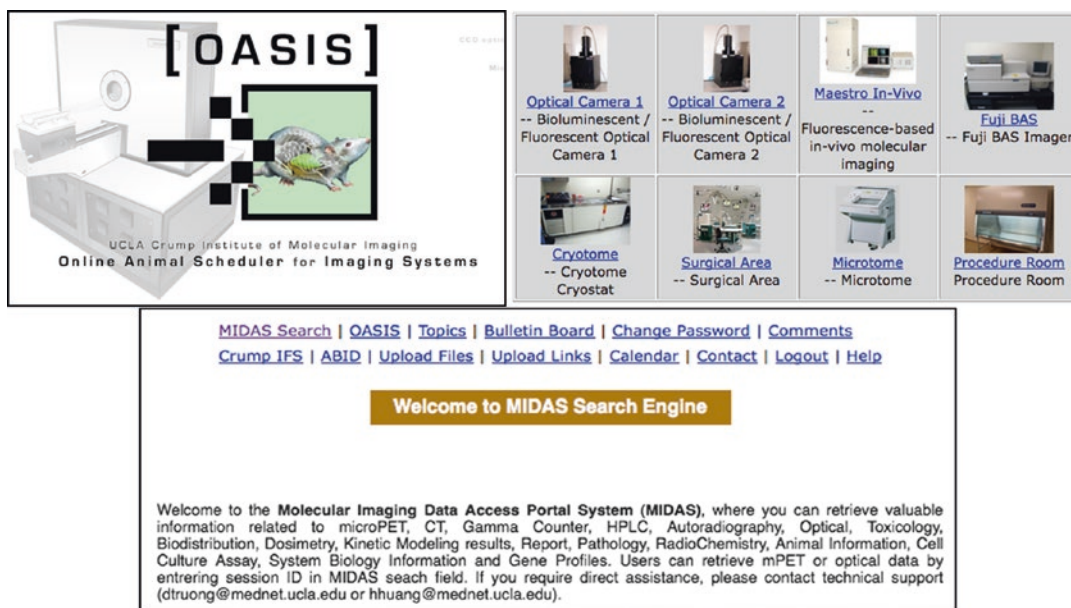 [OASIS]
UCLA Crump Institute of Molecular Imaging
Online Animal Scheduler for Imaging Systems
Optical Camera 1
-- Bioluminescent /
Fluorescent Optical
Camera 1
Optical Camera 2
-- Bioluminescent /
Fluorescent Optical
Camera 2
Maestro In-Vivo
--
Fluorescence-based
in-vivo molecular
imaging
Fuji BAS
-- Fuji BAS Imager
Cryotome
-- Cryotome
Cryostat
Surgical Area
-- Surgical Area
Microtome
-- Microtome
Procedure Room
Procedure Room
MIDAS Search | OASIS | Topics | Bulletin Board | Change Password | Comments
Crump IFS | ABID | Upload Files | Upload Links | Calendar | Contact | Logout | Help
Welcome to MIDAS Search Engine
Welcome to the Molecular Imaging Data Access Portal System (MIDAS), where you can retrieve valuable
information related to microPET, CT, Gamma Counter, HPLC, Autoradiography, Optical, Toxicology,
Biodistribution, Dosimetry, Kinetic Modeling results, Report, Pathology, RadioChemistry, Animal Information, Cell
Culture Assay, System Biology Information and Gene Profiles. Users can retrieve mPET or optical data by
entrering session ID in MIDAS seach field. If you require direct assistance, please contact technical support
(dtruong@mednet.ucla.edu or hhuang@mednet.ucla.edu).